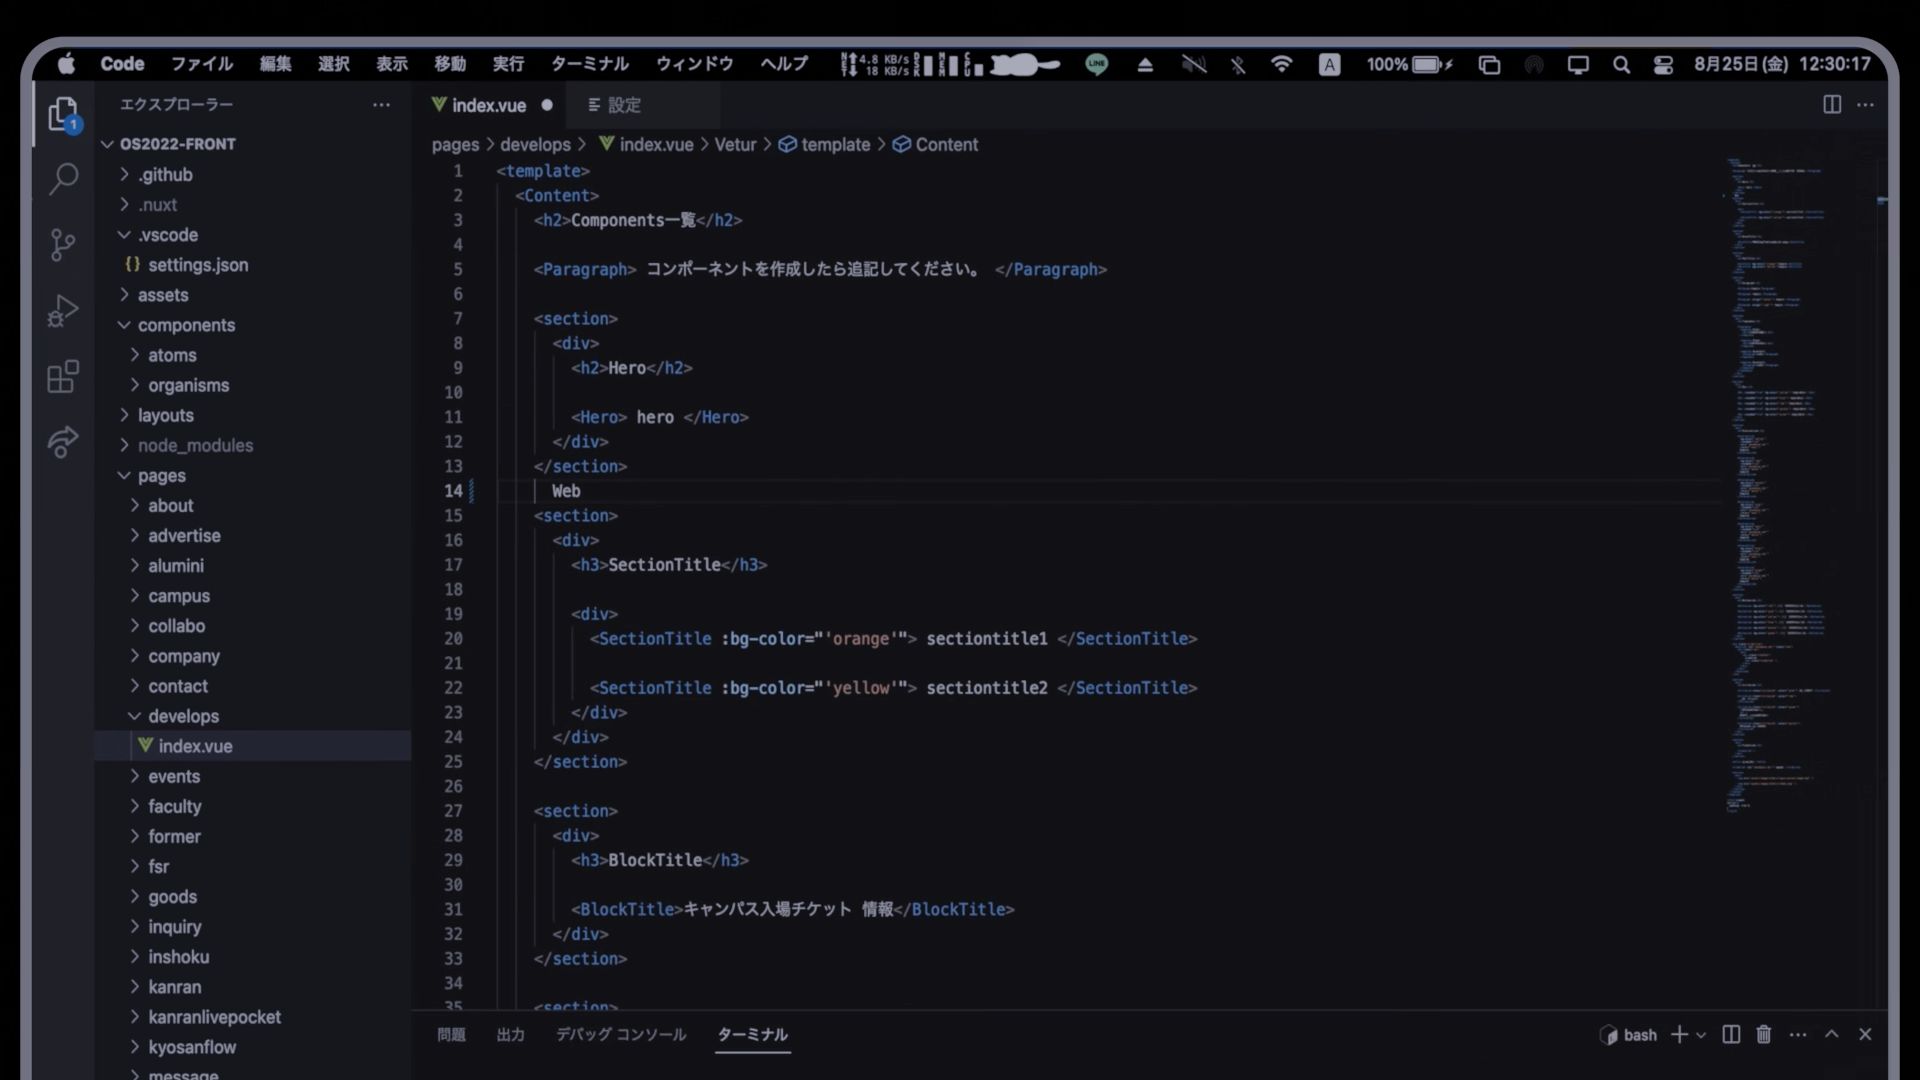 Code ファイル 編集 選択 表示 移動 実行 ターミナル ウィンドウ ヘルプ 4.8 KB/s 18 KB/s LINE A 100% 8月25日(金) 12:30:17
エクスプローラー
index.vue
設定
1
OS2022-FRONT
.github
.nuxt
.vscode
{} settings.json
assets
components
atoms
organisms
layouts
node_modules
pages
about
advertise
alumini
campus
collabo
company
contact
develops
index.vue
events
faculty
former
fsr
goods
inquiry
inshoku
kanran
kanranlivepocket
kyosanflow
message
pages > develops > index.vue > Vetur > template > Content
1 <template>
2 <Content>
3 <h2>Components一覧</h2>
4
5 <Paragraph> コンポーネントを作成したら追記してください。 </Paragraph>
6
7 <section>
8 <div>
9 <h2>Hero</h2>
10
11 <Hero> hero </Hero>
12 </div>
13 </section>
14 Web
15 <section>
16 <div>
17 <h3>SectionTitle</h3>
18
19 <div>
20 <SectionTitle :bg-color="'orange'"> sectiontitle1 </SectionTitle>
21
22 <SectionTitle :bg-color="'yellow'"> sectiontitle2 </SectionTitle>
23 </div>
24 </div>
25 </section>
26
27 <section>
28 <div>
29 <h3>BlockTitle</h3>
30
31 <BlockTitle>キャンパス入場チケット 情報</BlockTitle>
32 </div>
33 </section>
34
35 <section>
問題 出力 デバッグ コンソール ターミナル
bash